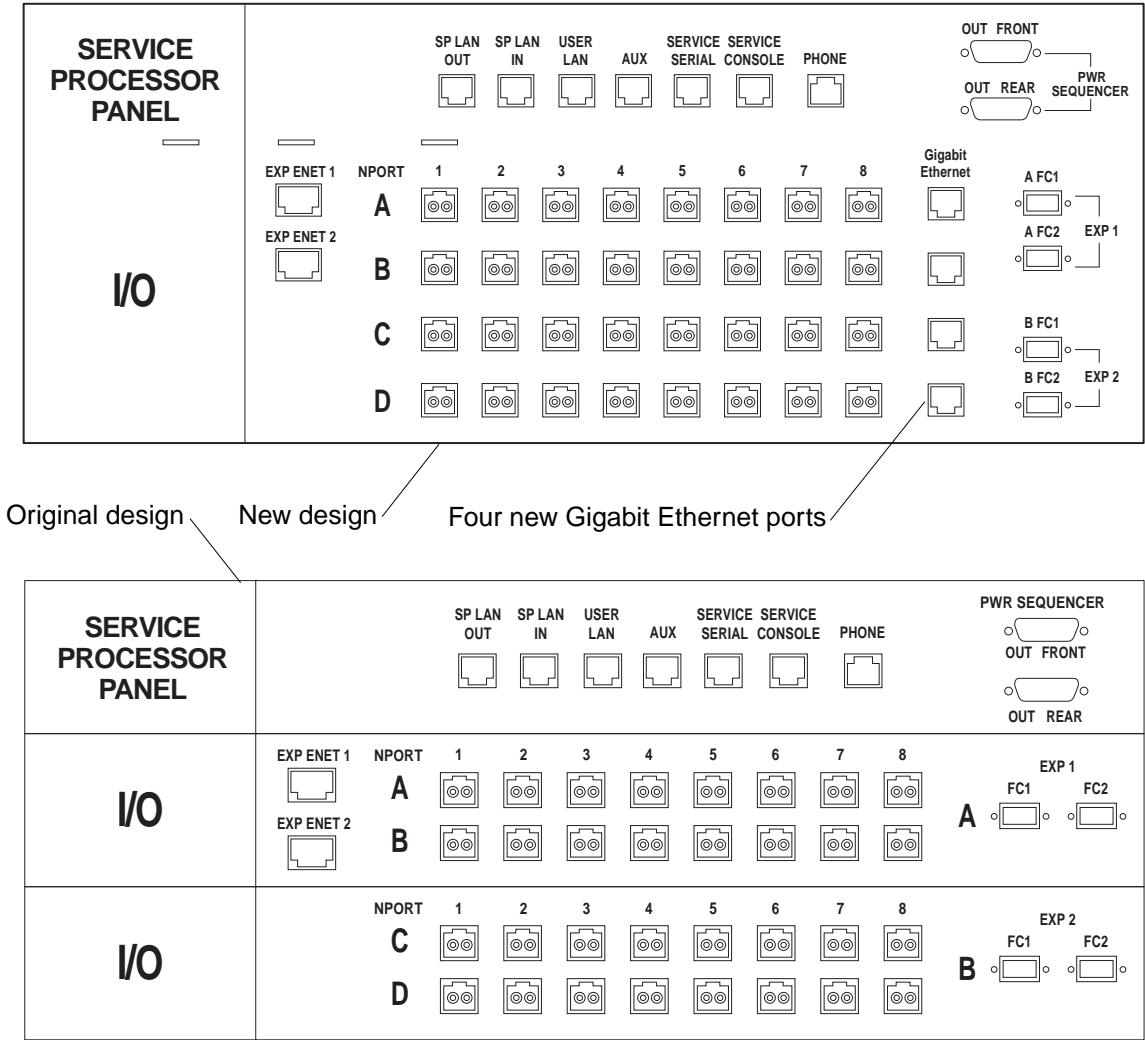 SERVICE
PROCESSOR
PANEL
SP LAN OUT
SP LAN IN
USER LAN
AUX
SERVICE SERIAL
SERVICE CONSOLE
PHONE
OUT FRONT
OUT REAR
PWR SEQUENCER
I/O
EXP ENET 1
EXP ENET 2
NPORT 1 2 3 4 5 6 7 8
A
B
C
D
Gigabit Ethernet
A FC1
A FC2
EXP 1
B FC1
B FC2
EXP 2
Original design
New design
Four new Gigabit Ethernet ports
SERVICE
PROCESSOR
PANEL
SP LAN OUT
SP LAN IN
USER LAN
AUX
SERVICE SERIAL
SERVICE CONSOLE
PHONE
PWR SEQUENCER
OUT FRONT
OUT REAR
I/O
EXP ENET 1
EXP ENET 2
NPORT 1 2 3 4 5 6 7 8
A
B
EXP 1
A
FC1 FC2
I/O
NPORT 1 2 3 4 5 6 7 8
C
D
EXP 2
B
FC1 FC2